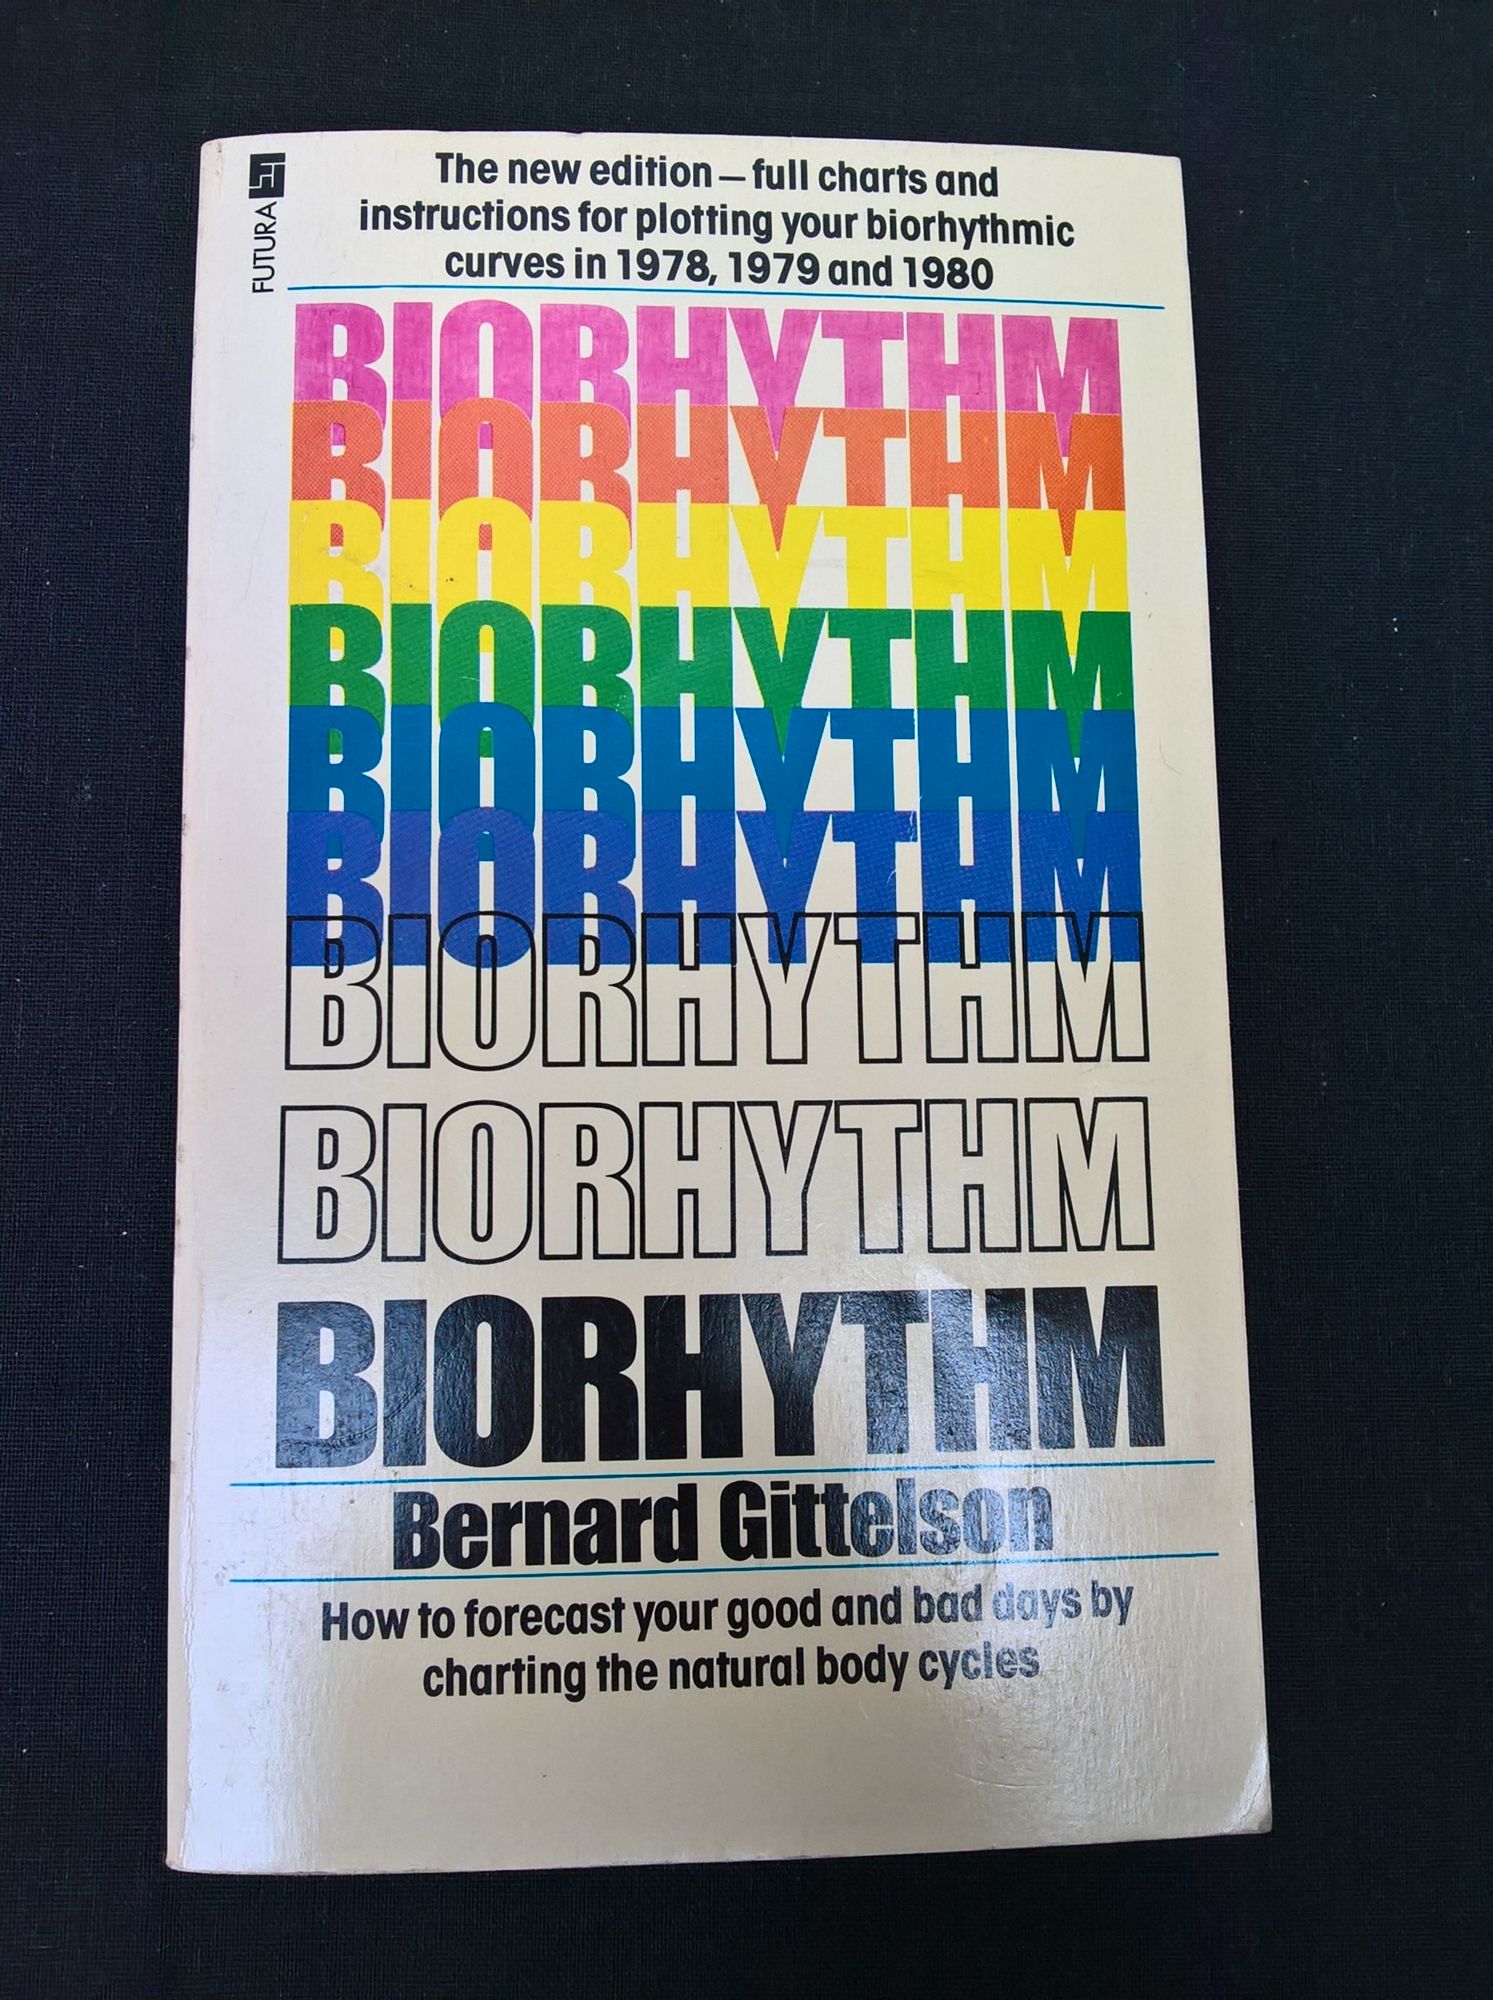 FUTURA
The new edition – full charts and
instructions for plotting your biorhythmic
curves in 1978, 1979 and 1980
BIORHYTHM
BIORHYTHM
BIORHYTHM
BIORHYTHM
BIORHYTHM
BIORHYTHM
BIORHYTHM
BIORHYTHM
BIORHYTHM
Bernard Gittelson
How to forecast your good and bad days by
charting the natural body cycles